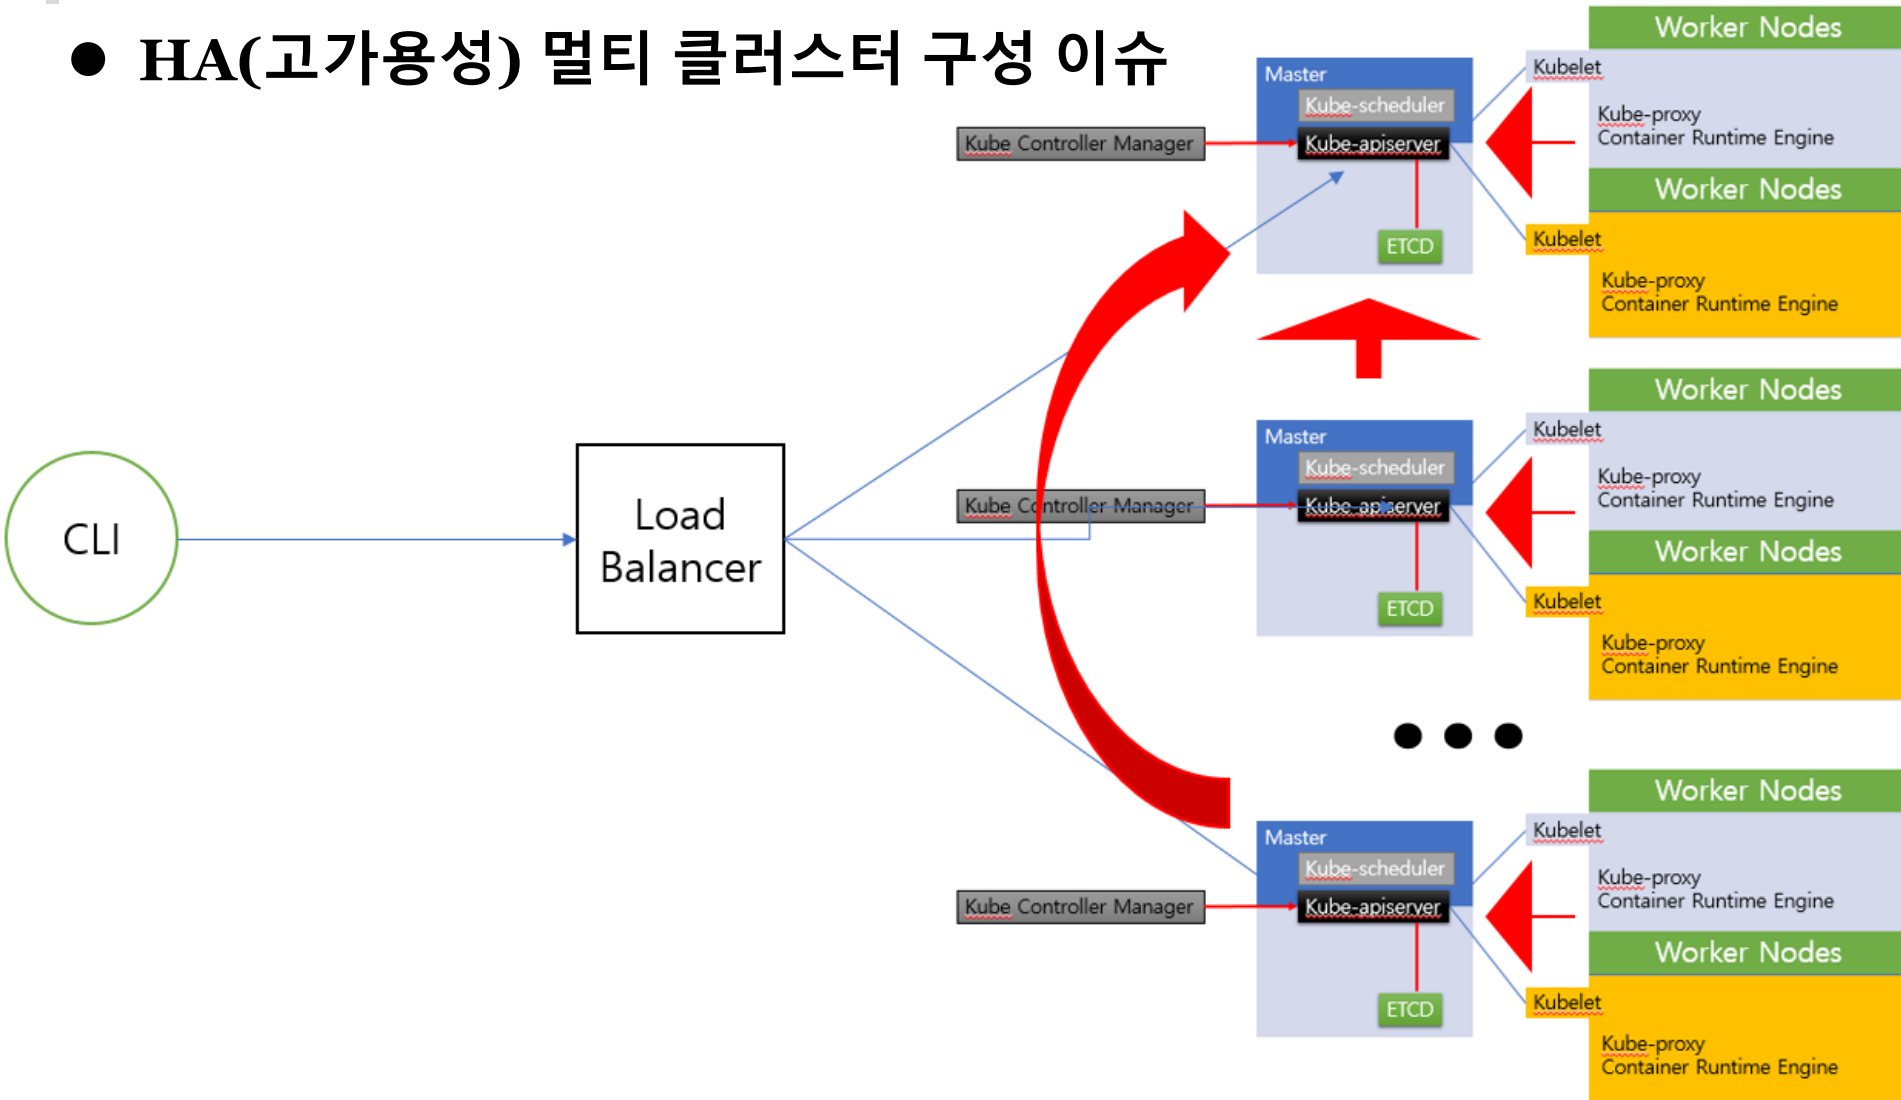 ● HA(고가용성) 멀티 클러스터 구성 이슈
CLI
Load
Balancer
Kube Controller Manager
Master
Kube-scheduler
Kube-apiserver
ETCD
Worker Nodes
Kubelet
Kube-proxy
Container Runtime Engine
Worker Nodes
Kubelet
Kube-proxy
Container Runtime Engine
Kube Controller Manager
Master
Kube-scheduler
Kube-apiserver
ETCD
Worker Nodes
Kubelet
Kube-proxy
Container Runtime Engine
Worker Nodes
Kubelet
Kube-proxy
Container Runtime Engine
● ● ●
Kube Controller Manager
Master
Kube-scheduler
Kube-apiserver
ETCD
Worker Nodes
Kubelet
Kube-proxy
Container Runtime Engine
Worker Nodes
Kubelet
Kube-proxy
Container Runtime Engine